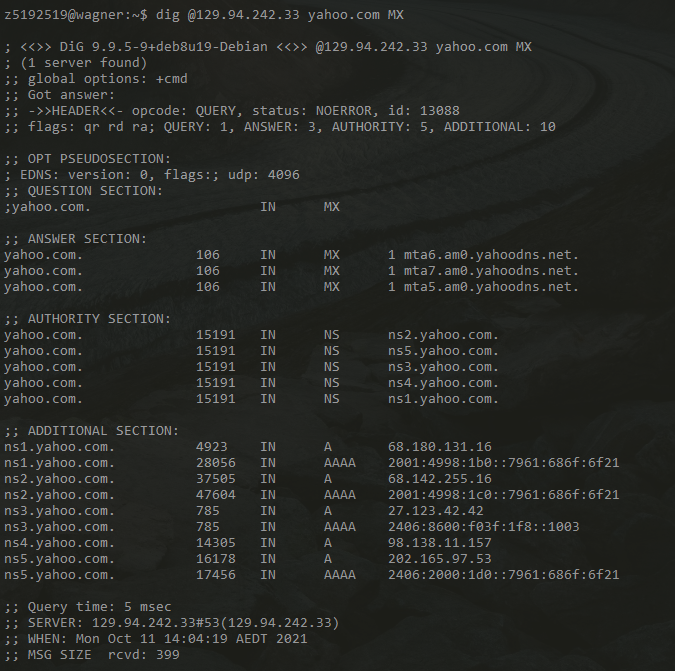 z5192519@wagner:~$ dig @129.94.242.33 yahoo.com MX
; <<>> DiG 9.9.5-9+deb8u19-Debian <<>> @129.94.242.33 yahoo.com MX
; (1 server found)
;; global options: +cmd
;; Got answer:
;; ->>HEADER<<- opcode: QUERY, status: NOERROR, id: 13088
;; flags: qr rd ra; QUERY: 1, ANSWER: 3, AUTHORITY: 5, ADDITIONAL: 10
;; OPT PSEUDOSECTION:
; EDNS: version: 0, flags:; udp: 4096
;; QUESTION SECTION:
;yahoo.com. IN MX
;; ANSWER SECTION:
yahoo.com. 106 IN MX 1 mta6.am0.yahoodns.net.
yahoo.com. 106 IN MX 1 mta7.am0.yahoodns.net.
yahoo.com. 106 IN MX 1 mta5.am0.yahoodns.net.
;; AUTHORITY SECTION:
yahoo.com. 15191 IN NS ns2.yahoo.com.
yahoo.com. 15191 IN NS ns5.yahoo.com.
yahoo.com. 15191 IN NS ns3.yahoo.com.
yahoo.com. 15191 IN NS ns4.yahoo.com.
yahoo.com. 15191 IN NS ns1.yahoo.com.
;; ADDITIONAL SECTION:
ns1.yahoo.com. 4923 IN A 68.180.131.16
ns1.yahoo.com. 28056 IN AAAA 2001:4998:1b0::7961:686f:6f21
ns2.yahoo.com. 37505 IN A 68.142.255.16
ns2.yahoo.com. 47604 IN AAAA 2001:4998:1c0::7961:686f:6f21
ns3.yahoo.com. 785 IN A 27.123.42.42
ns3.yahoo.com. 785 IN AAAA 2406:8600:f03f:1f8::1003
ns4.yahoo.com. 14305 IN A 98.138.11.157
ns5.yahoo.com. 16178 IN A 202.165.97.53
ns5.yahoo.com. 17456 IN AAAA 2406:2000:1d0::7961:686f:6f21
;; Query time: 5 msec
;; SERVER: 129.94.242.33#53(129.94.242.33)
;; WHEN: Mon Oct 11 14:04:19 AEDT 2021
;; MSG SIZE rcvd: 399